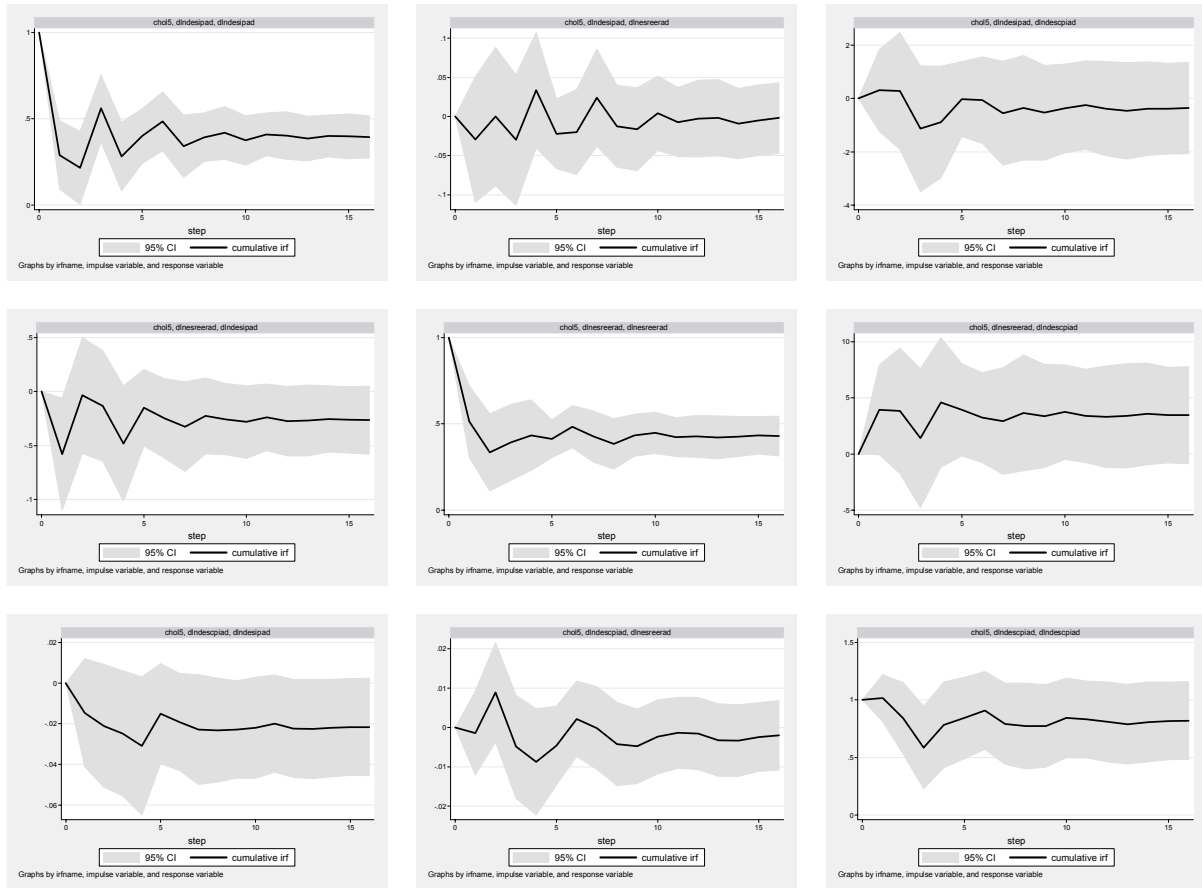 chol5, dlndesipad, dlndesipad
1
.5
0
0 5 10 15
step
95% CI cumulative irf
Graphs by irfname, impulse variable, and response variable
chol5, dlndesipad, dlnesreerad
.1
.05
0
-.05
-.1
0 5 10 15
step
95% CI cumulative irf
Graphs by irfname, impulse variable, and response variable
chol5, dlndesipad, dlndescpiad
2
0
-2
-4
0 5 10 15
step
95% CI cumulative irf
Graphs by irfname, impulse variable, and response variable
chol5, dlnesreerad, dlndesipad
.5
0
-.5
-1
0 5 10 15
step
95% CI cumulative irf
Graphs by irfname, impulse variable, and response variable
chol5, dlnesreerad, dlnesreerad
1
.5
0
0 5 10 15
step
95% CI cumulative irf
Graphs by irfname, impulse variable, and response variable
chol5, dlnesreerad, dlndescpiad
10
5
0
-5
0 5 10 15
step
95% CI cumulative irf
Graphs by irfname, impulse variable, and response variable
chol5, dlndescpiad, dlndesipad
.02
0
-.02
-.04
-.06
0 5 10 15
step
95% CI cumulative irf
Graphs by irfname, impulse variable, and response variable
chol5, dlndescpiad, dlnesreerad
.02
.01
0
-.01
-.02
0 5 10 15
step
95% CI cumulative irf
Graphs by irfname, impulse variable, and response variable
chol5, dlndescpiad, dlndescpiad
1.5
1
.5
0
0 5 10 15
step
95% CI cumulative irf
Graphs by irfname, impulse variable, and response variable